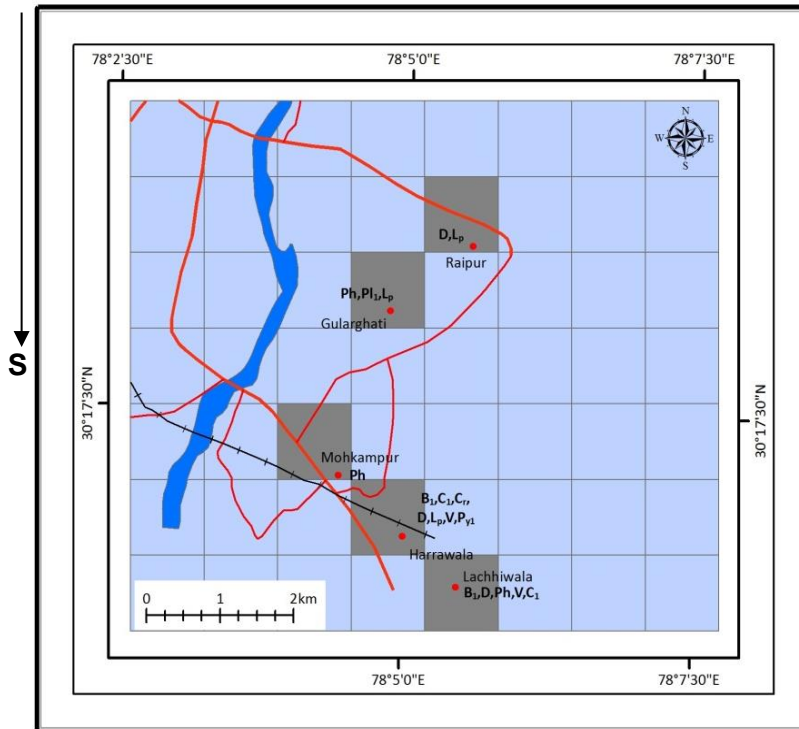 78°2'30"E 78°5'0"E 78°7'30"E
N
W E
S
D,Lₚ
Raipur
Ph,Pl₁,Lₚ
Gularghati
S
30°17'30"N
30°17'30"N
Mohkampur
Ph
B₁,C₁,Cᵣ,
D,Lₚ,V,Pᵧ₁
Harrawala
Lachhiwala
B₁,D,Ph,V,C₁
0 1 2km
78°5'0"E 78°7'30"E